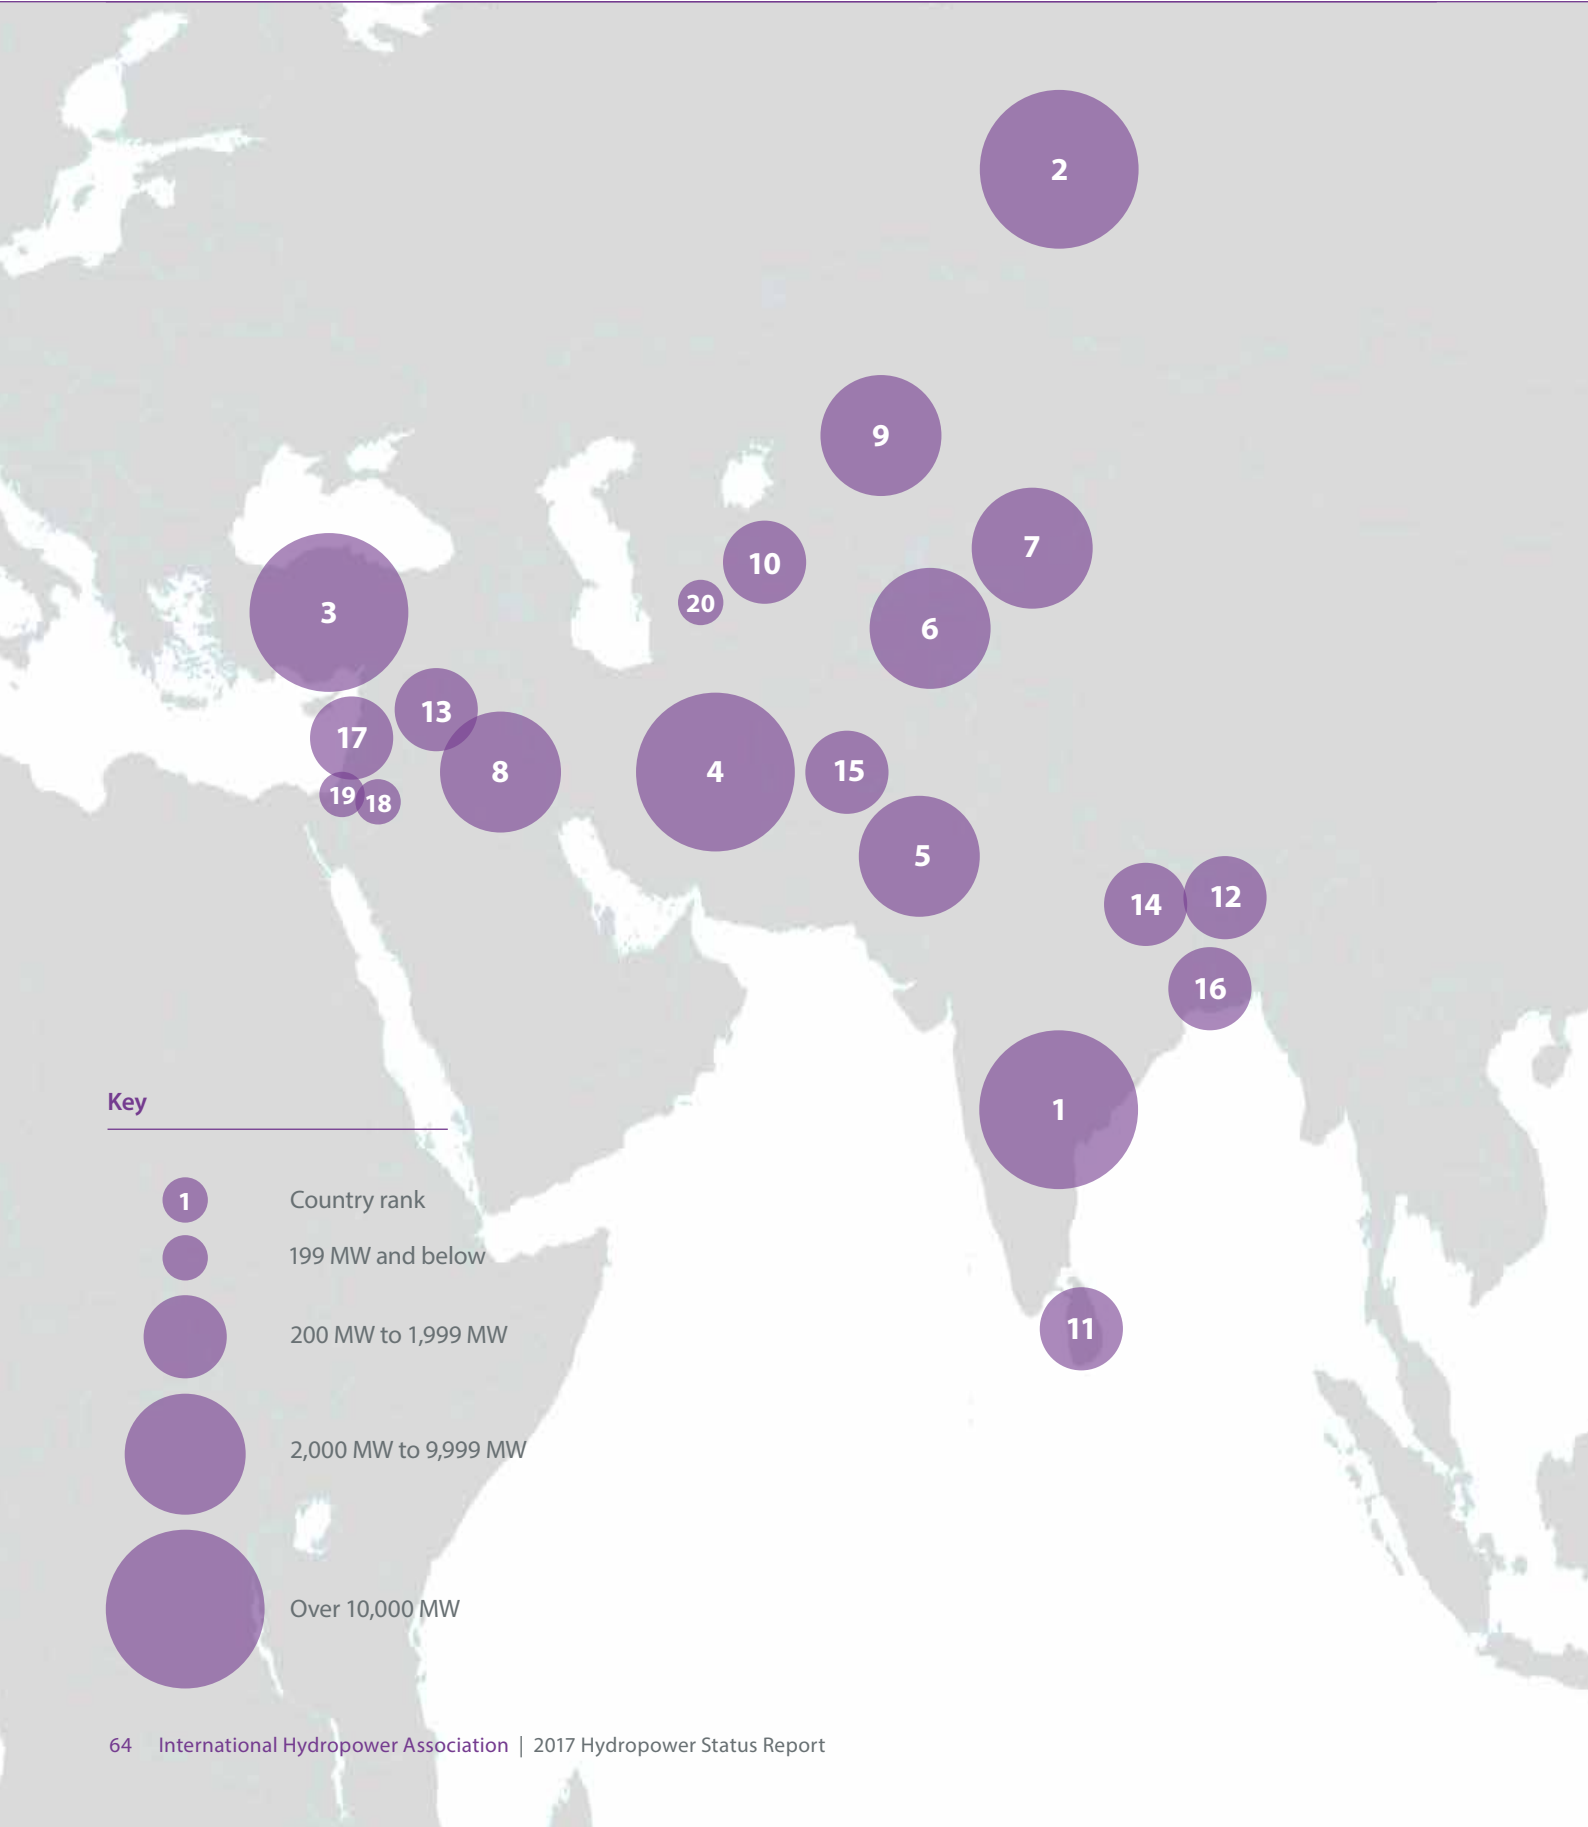 2
9
7
10
20
6
3
13
17
8
4
15
19
18
5
14
12
16
1
11
Key
1 Country rank
199 MW and below
200 MW to 1,999 MW
2,000 MW to 9,999 MW
Over 10,000 MW
64 International Hydropower Association | 2017 Hydropower Status Report